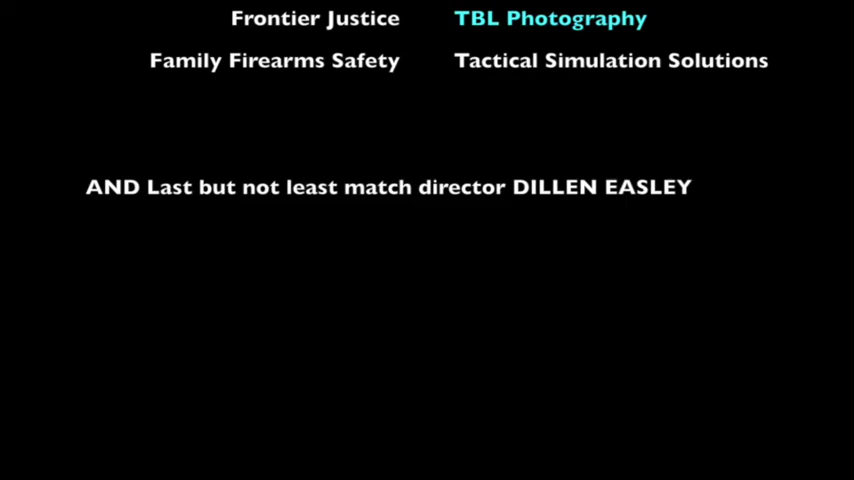 Frontier Justice TBL Photography
Family Firearms Safety Tactical Simulation Solutions
AND Last but not least match director DILLEN EASLEY